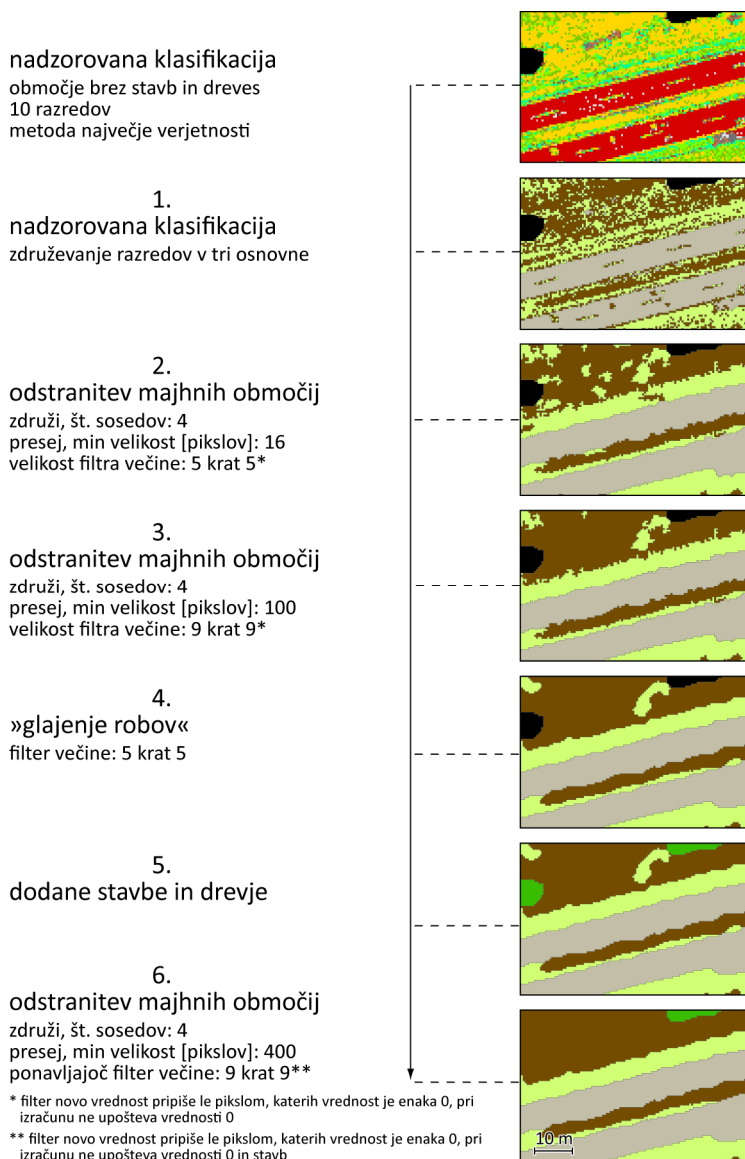 nadzorovana klasifikacija
območje brez stavb in dreves
10 razredov
metoda največje verjetnosti
1.
nadzorovana klasifikacija
združevanje razredov v tri osnovne
2.
odstranitev majhnih območij
združi, št. sosedov: 4
presej, min velikost [pikslov]: 16
velikost filtra večine: 5 krat 5*
3.
odstranitev majhnih območij
združi, št. sosedov: 4
presej, min velikost [pikslov]: 100
velikost filtra večine: 9 krat 9*
4.
»glajenje robov«
filter večine: 5 krat 5
5.
dodane stavbe in drevje
6.
odstranitev majhnih območij
združi, št. sosedov: 4
presej, min velikost [pikslov]: 400
ponavljajoč filter večine: 9 krat 9**
* filter novo vrednost pripiše le pikslom, katerih vrednost je enaka 0, pri
izračunu ne upošteva vrednosti 0
** filter novo vrednost pripiše le pikslom, katerih vrednost je enaka 0, pri
izračunu ne upošteva vrednosti 0 in stavb
10 m